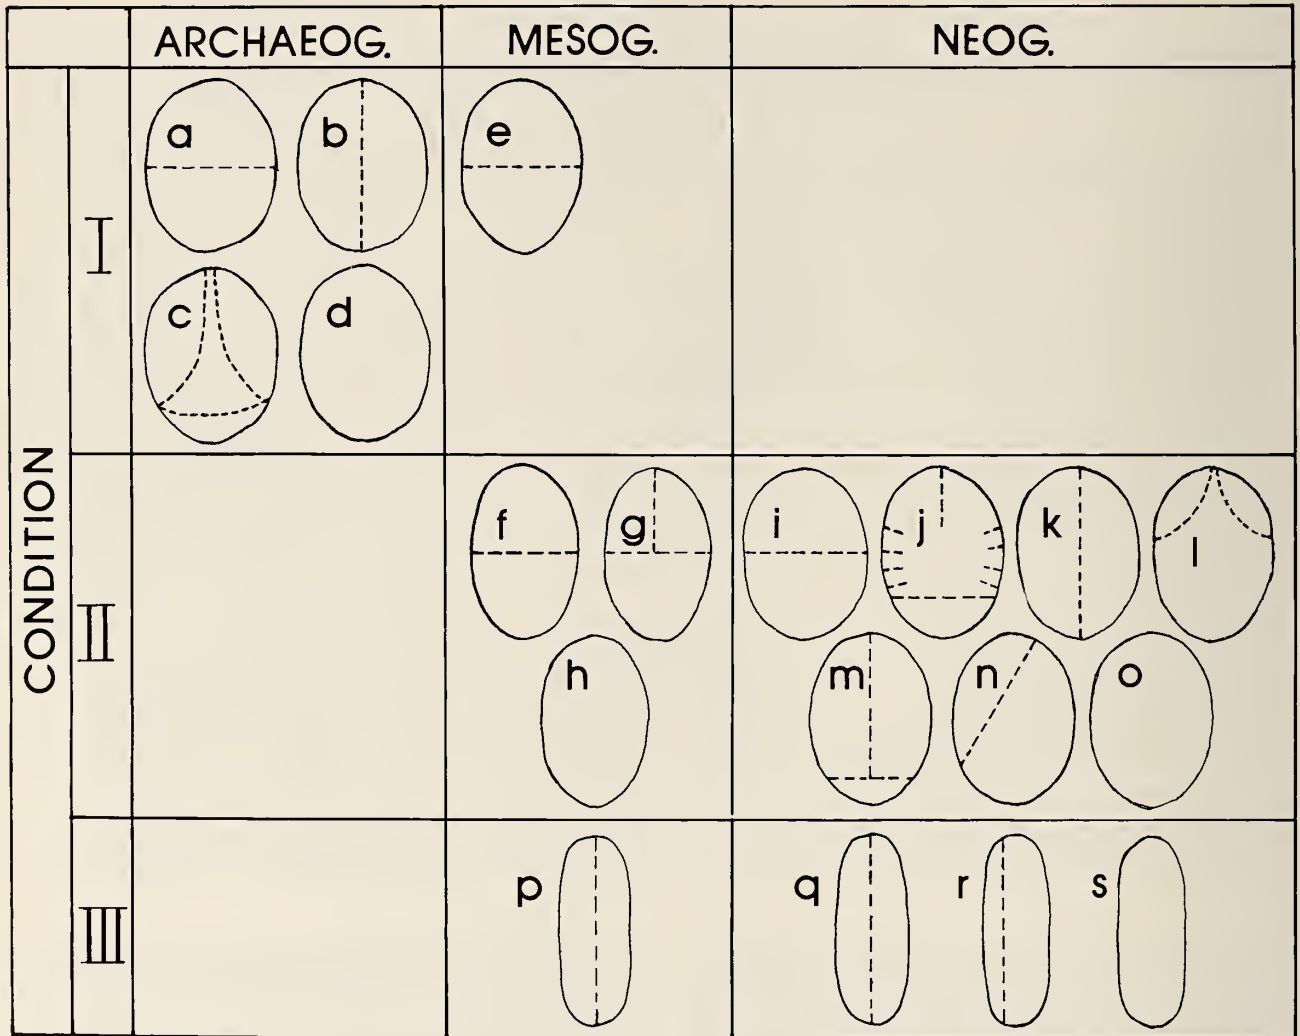 ARCHAEOG. MESOG. NEOG.
CONDITION
I
a b e
c d
II
f g i j k l
h m n o
III
p q r s